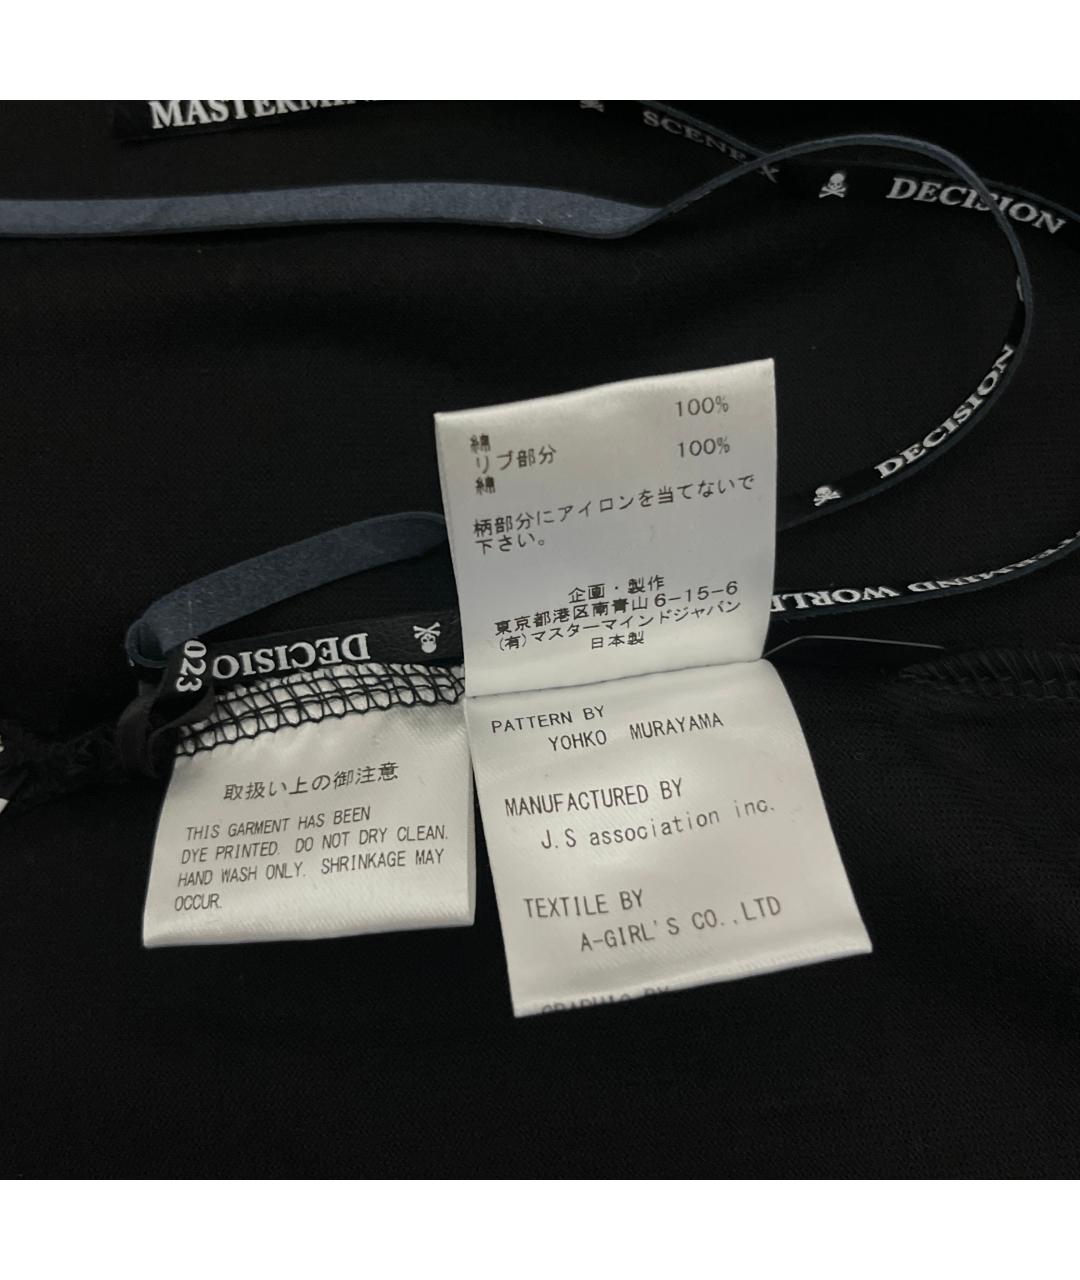 SCENE X
DECISION
DECISION
綿 100%
リブ部分
綿 100%
柄部分にアイロンを当てないで
下さい。
企画・製作
東京都港区南青山6-15-6
(有)マスターマインドジャパン
日本製
WORL
DECISIO
023
PATTERN BY
YOHKO MURAYAMA
MANUFACTURED BY
J.S association inc.
TEXTILE BY
A-GIRL'S CO.,LTD
取扱い上の御注意
THIS GARMENT HAS BEEN
DYE PRINTED. DO NOT DRY CLEAN.
HAND WASH ONLY. SHRINKAGE MAY
OCCUR.